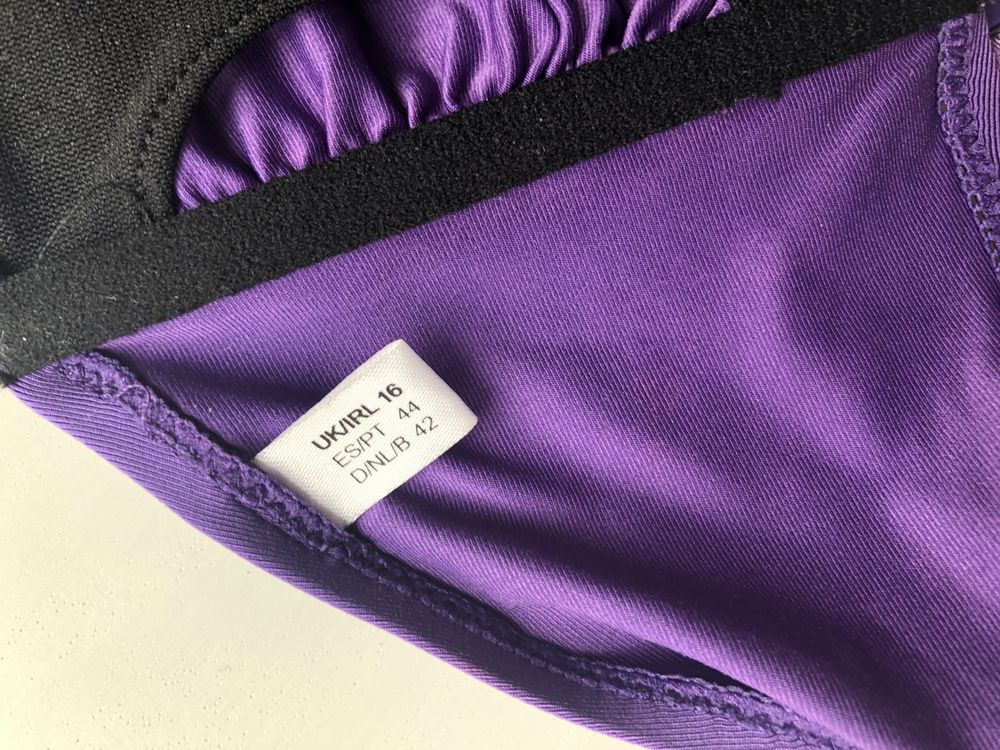 UK/IRL 16
ES/PT 44
D/NL/B 42